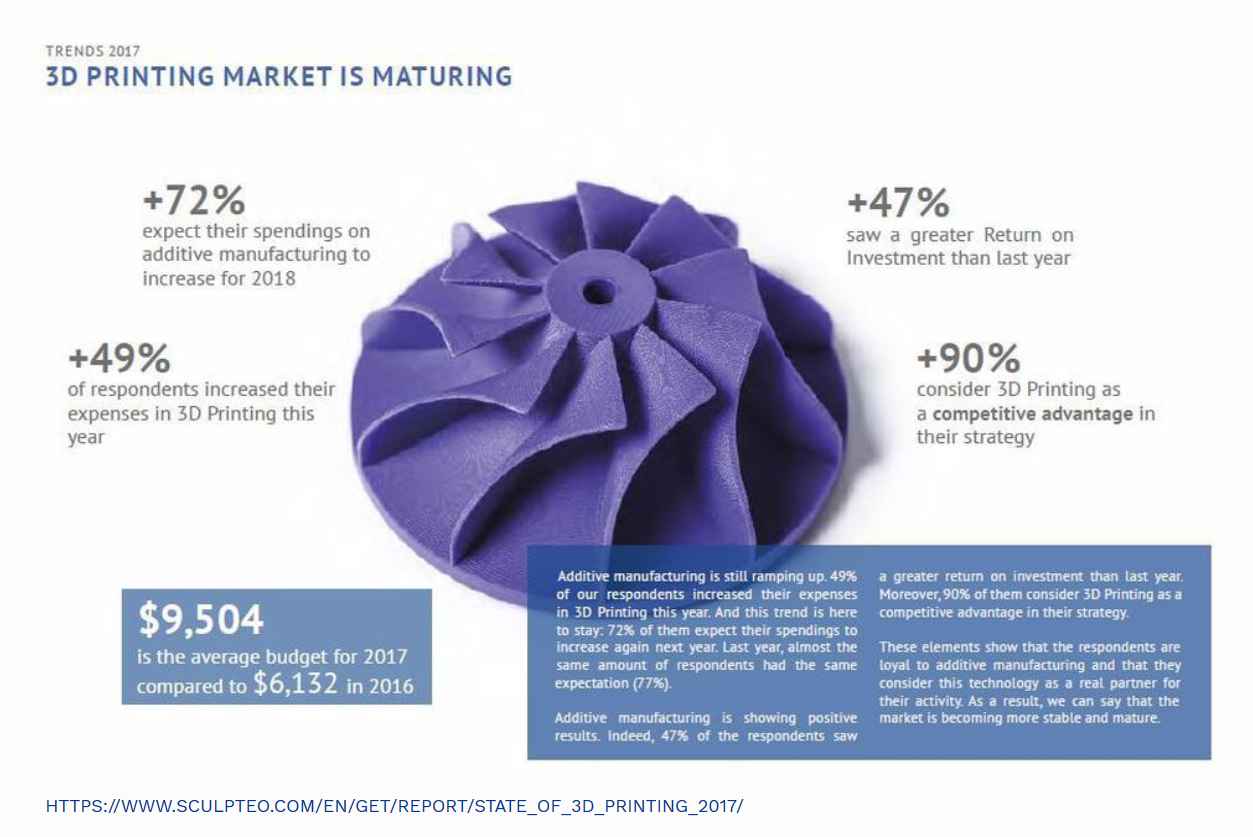 TRENDS 2017
3D PRINTING MARKET IS MATURING
+72%
expect their spendings on
additive manufacturing to
increase for 2018
+49%
of respondents increased their
expenses in 3D Printing this
year
+47%
saw a greater Return on
Investment than last year
+90%
consider 3D Printing as
a competitive advantage in
their strategy
$9,504
is the average budget for 2017
compared to $6,132 in 2016
Additive manufacturing is still ramping up. 49%
of our respondents increased their expenses
in 3D Printing this year. And this trend is here
to stay: 72% of them expect their spendings to
increase again next year. Last year, almost the
same amount of respondents had the same
expectation (77%).
Additive manufacturing is showing positive
results. Indeed, 47% of the respondents saw
a greater return on investment than last year.
Moreover, 90% of them consider 3D Printing as a
competitive advantage in their strategy.
These elements show that the respondents are
loyal to additive manufacturing and that they
consider this technology as a real partner for
their activity. As a result, we can say that the
market is becoming more stable and mature.
HTTPS://WWW.SCULPTEO.COM/EN/GET/REPORT/STATE_OF_3D_PRINTING_2017/